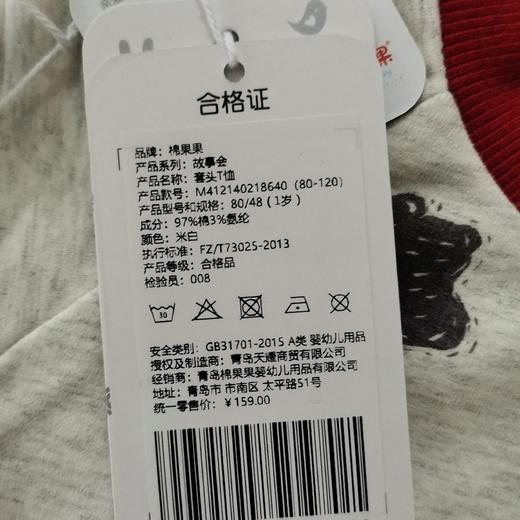 果
合格证
品牌：棉果果
产品系列：故事会
产品名称：套头T恤
产品款号：M412140218640（80-120）
产品型号和规格：80/48（1岁）
成分：97%棉3%氨纶
颜色：米白
执行标准：FZ/T73025-2013
产品等级：合格品
检验员：008
30
安全类别：GB31701-2015 A类 婴幼儿用品
授权及制造商：青岛天姗商贸有限公司
经销商：青岛棉果果婴幼儿用品有限公司
地址：青岛市 市南区 太平路51号
统一零售价：￥159.00